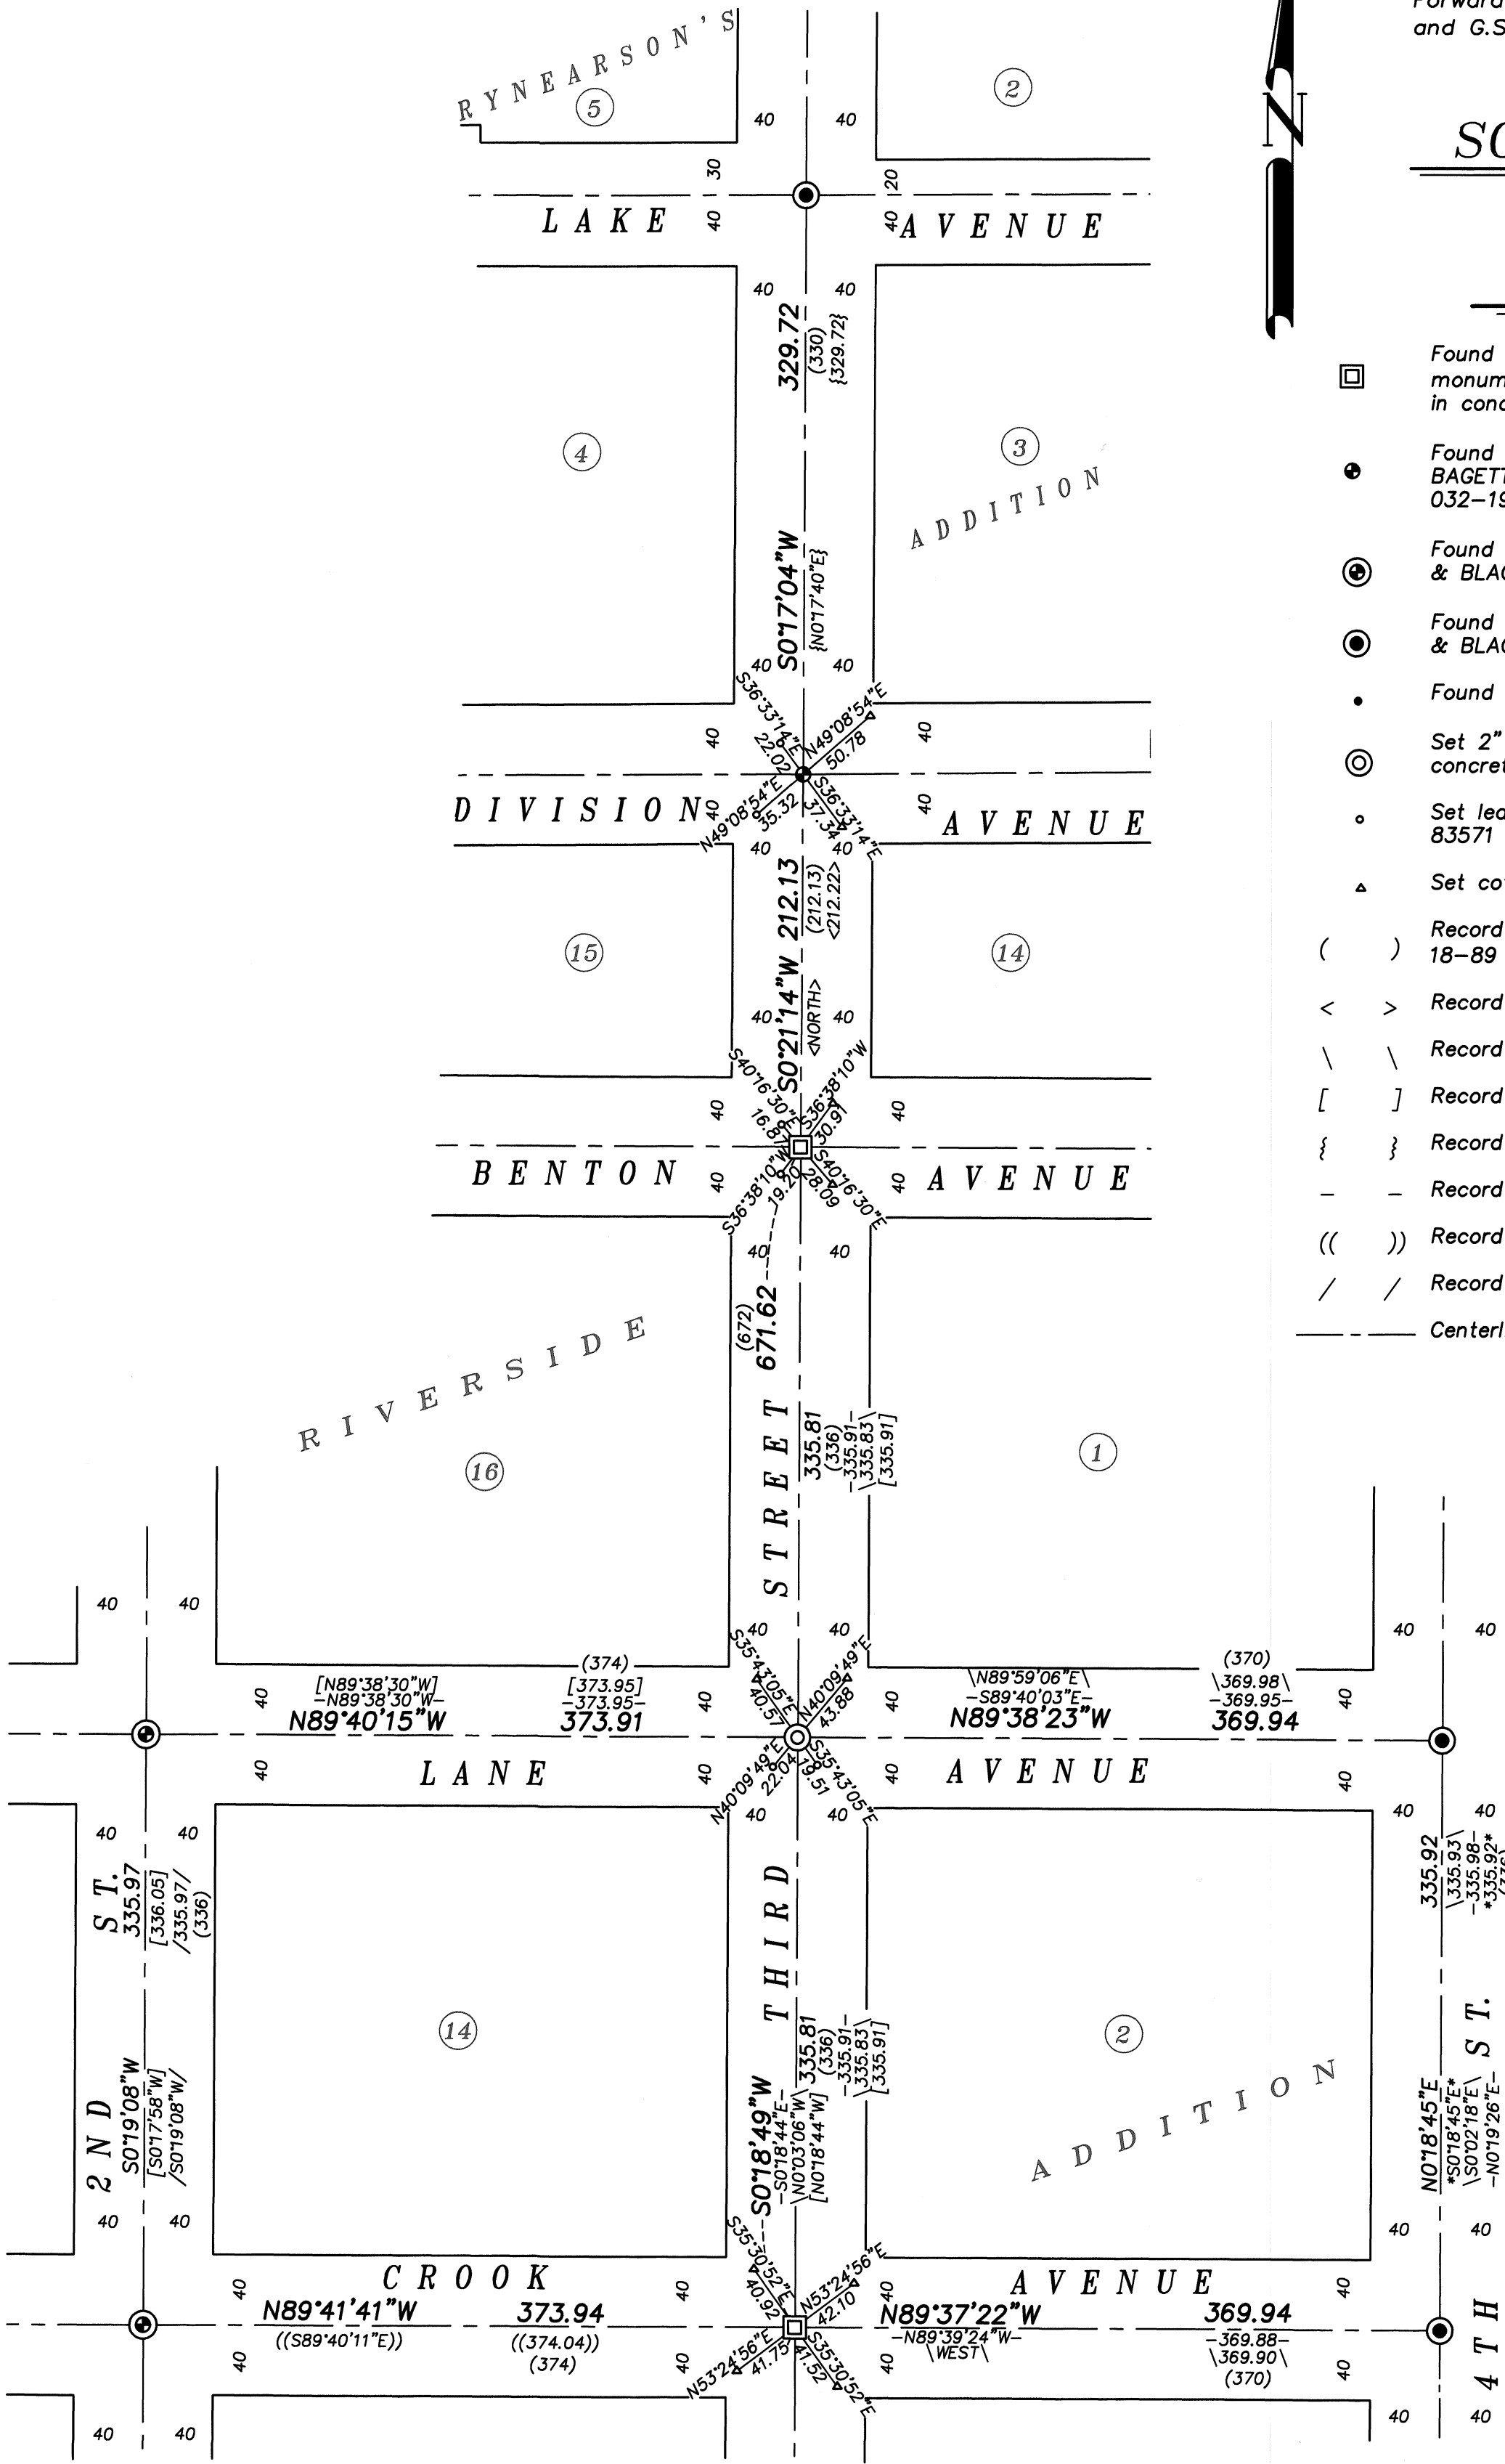 Forward
and G.S
RYNEARSON'S
5
2
N
SO
40 40
30 20
LAKE AVENUE
40 40
40 40
329.72
(330)
{329.72}
4
3
ADDITION
S0°17'04"W
{N0°17'40"E}
40 40
S36°33'14"E
22.02
N49°08'54"E
50.78
40 40
DIVISION AVENUE
40 40
N49°08'54"E
35.32
S36°33'14"E
37.34
40 40
212.13
(212.13)
<212.22>
15
14
S0°21'14"W
<NORTH>
40 40
S40°16'30"E
16.87
S36°38'10"W
30.91
40 40
BENTON AVENUE
40 40
S36°38'10"W
19.20
S40°16'30"E
28.09
40 40
(672)
671.62
RIVERSIDE
16
1
STREET
335.81
(336)
-335.91-
\335.83\
[335.91]
40 40
40 40
40 40
S35°43'05"E
40.57
N40°09'49"E
43.88
(374)
[N89°38'30"W] [373.95]
-N89°38'30"W- -373.95-
N89°40'15"W 373.91
40 40
(370)
\N89°59'06"E\ \369.98\
-S89°40'03"E- -369.95-
N89°38'23"W 369.94
40 40
LANE AVENUE
40 40 40 40
N40°09'49"E
22.04
S35°43'05"E
19.51
40 40
40 40
40 40
2ND ST.
335.97
[336.05]
/335.97/
(336)
S0°19'08"W
[S0°17'58"W]
/S0°19'08"W/
14
THIRD
335.81
(336)
-335.91-
\335.83\
[335.91]
S0°18'49"W
-S0°18'44"E-
\N0°03'06"W\
[N0°18'44"W]
2
ADDITION
4TH ST.
335.92
\335.93\
-335.98-
*335.92*
N0°18'45"E
*S0°18'45"E*
\S0°02'18"E\
-N0°19'26"E-
40 40
40 40
S35°30'52"E
40.92
N53°24'56"E
42.10
CROOK AVENUE
40 40 40 40
N89°41'41"W 373.94
((S89°40'11"E)) ((374.04))
(374)
N89°37'22"W 369.94
-N89°39'24"W- -369.88-
\WEST\ \369.90\
(370)
40 40 40 40
N53°24'56"E
41.75
S35°30'52"E
41.52
40 40
40 40
Found
monum
in conc
Found
BAGETT
032-19
Found
& BLAC
Found
& BLAC
Found
Set 2"
concret
Set lea
83571
Set co
( ) Record
18-89
< > Record
\ \ Record
[ ] Record
{ } Record
- - Record
(( )) Record
/ / Record
Centerl